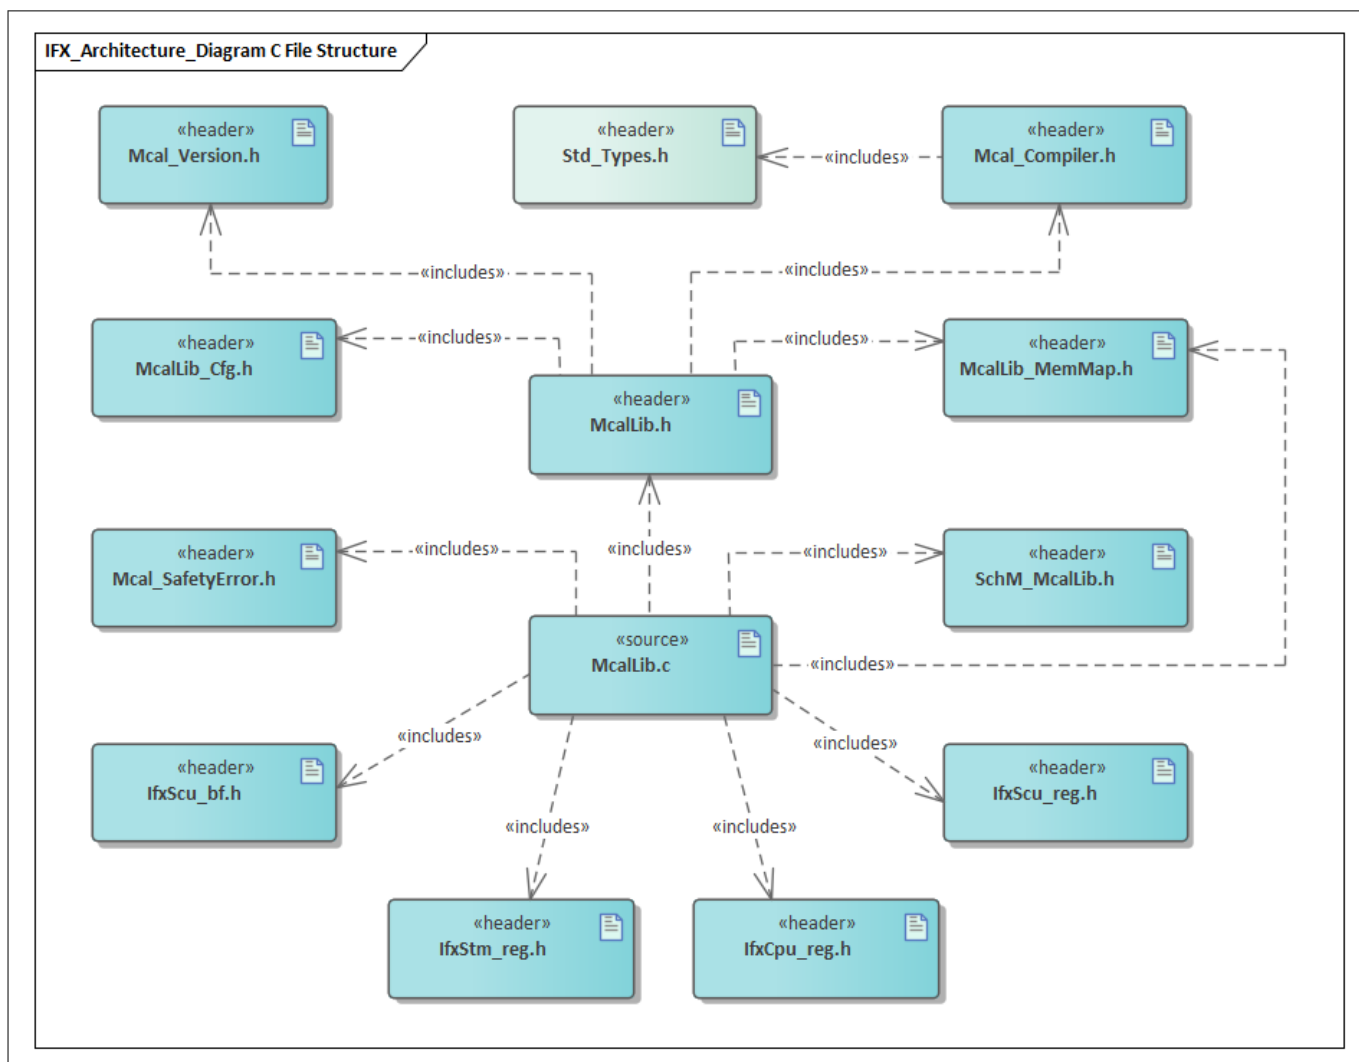 IFX_Architecture_Diagram C File Structure
«header»
Mcal_Version.h
«header»
Std_Types.h
«includes»
«header»
Mcal_Compiler.h
«includes»
«includes»
«header»
McalLib_Cfg.h
«includes»
«includes»
«header»
McalLib_MemMap.h
«header»
McalLib.h
«header»
Mcal_SafetyError.h
«includes»
«includes»
«includes»
«header»
SchM_McalLib.h
«source»
McalLib.c
«includes»
«includes»
«includes»
«header»
IfxScu_bf.h
«header»
IfxScu_reg.h
«includes»
«includes»
«header»
IfxStm_reg.h
«header»
IfxCpu_reg.h